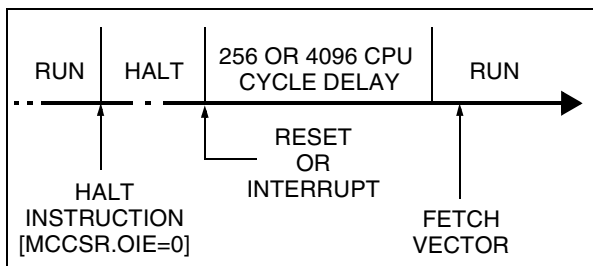 RUN
HALT
256 OR 4096 CPU
CYCLE DELAY
RUN
RESET
OR
INTERRUPT
HALT
INSTRUCTION
[MCCSR.OIE=0]
FETCH
VECTOR